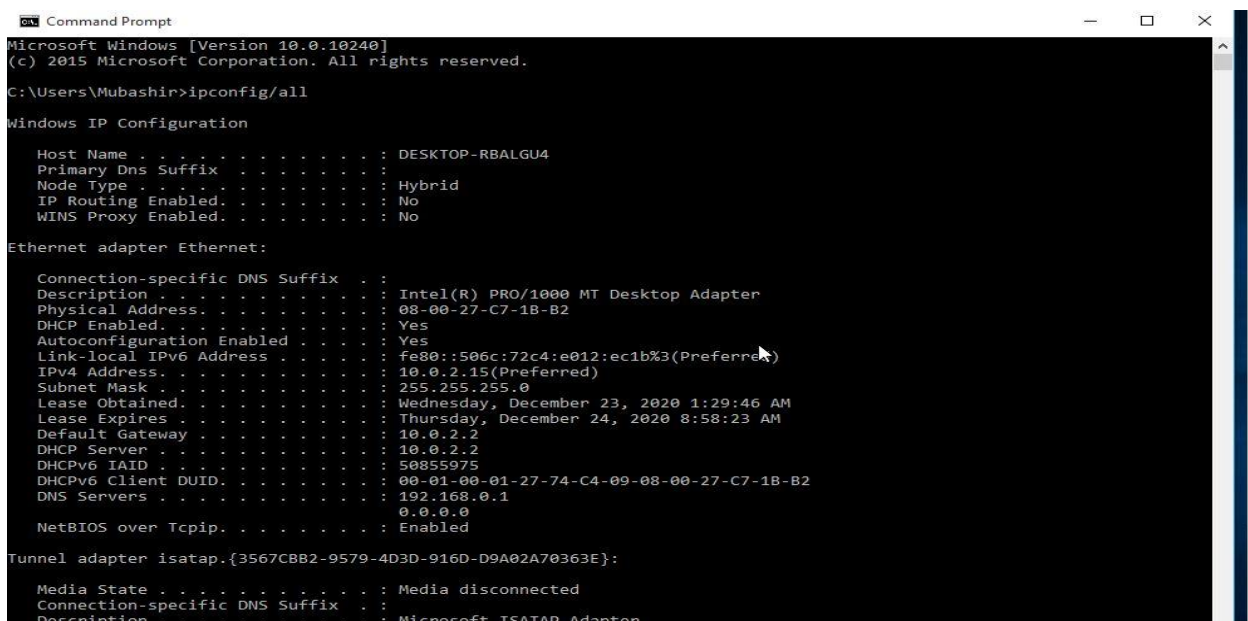 Command Prompt
Microsoft Windows [Version 10.0.10240]
(c) 2015 Microsoft Corporation. All rights reserved.
C:\Users\Mubashir>ipconfig/all
Windows IP Configuration
Host Name . . . . . . . . . . . . : DESKTOP-RBALGU4
Primary Dns Suffix . . . . . . . :
Node Type . . . . . . . . . . . . : Hybrid
IP Routing Enabled. . . . . . . . : No
WINS Proxy Enabled. . . . . . . . : No
Ethernet adapter Ethernet:
Connection-specific DNS Suffix . :
Description . . . . . . . . . . . : Intel(R) PRO/1000 MT Desktop Adapter
Physical Address. . . . . . . . . : 08-00-27-C7-1B-B2
DHCP Enabled. . . . . . . . . . . : Yes
Autoconfiguration Enabled . . . . : Yes
Link-local IPv6 Address . . . . . : fe80::506c:72c4:e012:ec1b%3(Preferred)
IPv4 Address. . . . . . . . . . . : 10.0.2.15(Preferred)
Subnet Mask . . . . . . . . . . . : 255.255.255.0
Lease Obtained. . . . . . . . . . : Wednesday, December 23, 2020 1:29:46 AM
Lease Expires . . . . . . . . . . : Thursday, December 24, 2020 8:58:23 AM
Default Gateway . . . . . . . . . : 10.0.2.2
DHCP Server . . . . . . . . . . . : 10.0.2.2
DHCPv6 IAID . . . . . . . . . . . : 50855975
DHCPv6 Client DUID. . . . . . . . : 00-01-00-01-27-74-C4-09-08-00-27-C7-1B-B2
DNS Servers . . . . . . . . . . . : 192.168.0.1
0.0.0.0
NetBIOS over Tcpip. . . . . . . . : Enabled
Tunnel adapter isatap.{3567CBB2-9579-4D3D-916D-D9A02A70363E}:
Media State . . . . . . . . . . . : Media disconnected
Connection-specific DNS Suffix . :
Description . . . . . . . . . . . : Microsoft ISATAP Adapter